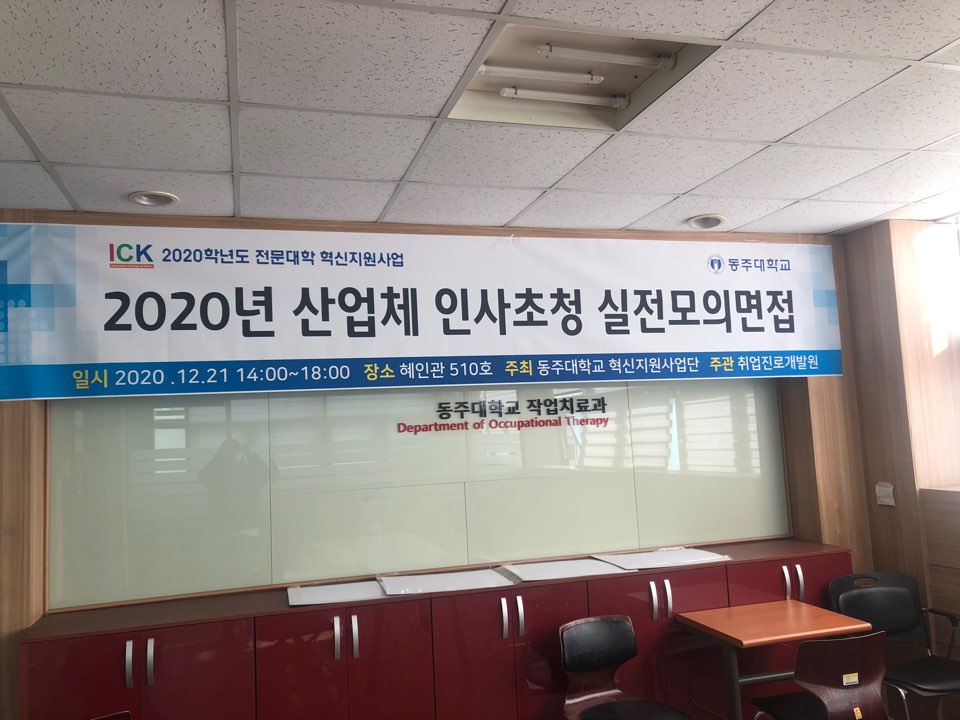 ICK 2020학년도 전문대학 혁신지원사업
동주대학교
2020년 산업체 인사초청 실전모의면접
일시 2020 .12.21 14:00~18:00 장소 혜인관 510호 주최 동주대학교 혁신지원사업단 주관 취업진로개발원
동주대학교 작업치료과
Department of Occupational Therapy